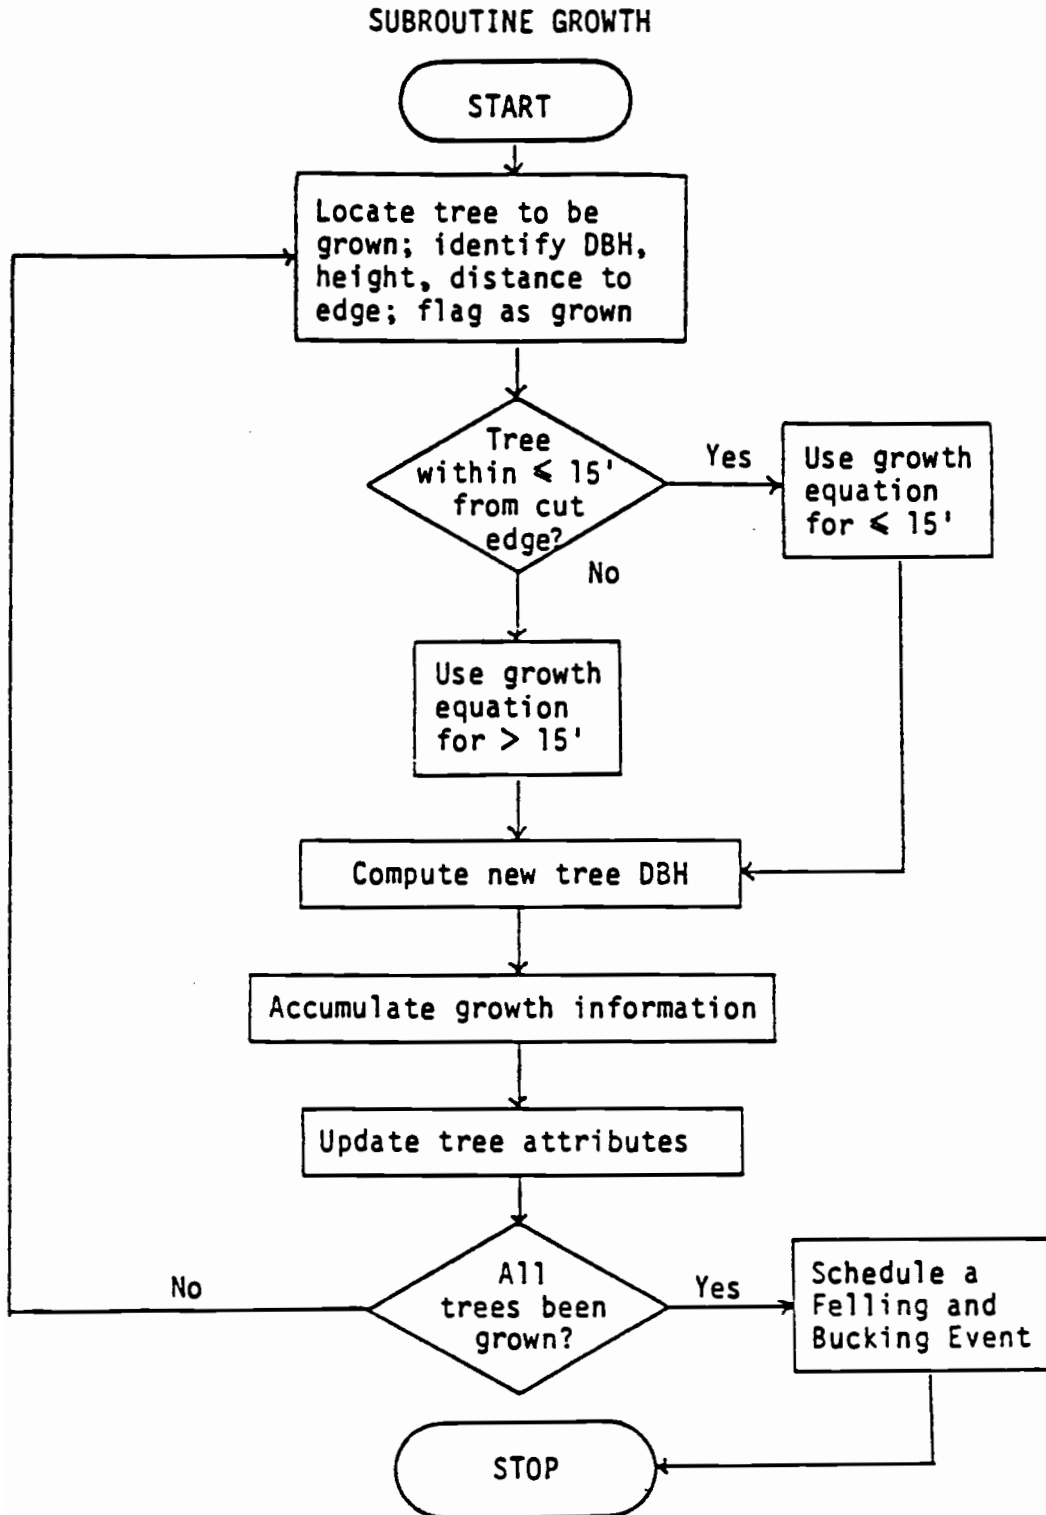 SUBROUTINE GROWTH
START
Locate tree to be
grown; identify DBH,
height, distance to
edge; flag as grown
Tree
within ⩽ 15'
from cut
edge?
Yes
Use growth
equation
for ⩽ 15'
No
Use growth
equation
for > 15'
Compute new tree DBH
Accumulate growth information
Update tree attributes
All
trees been
grown?
No
Yes
Schedule a
Felling and
Bucking Event
STOP